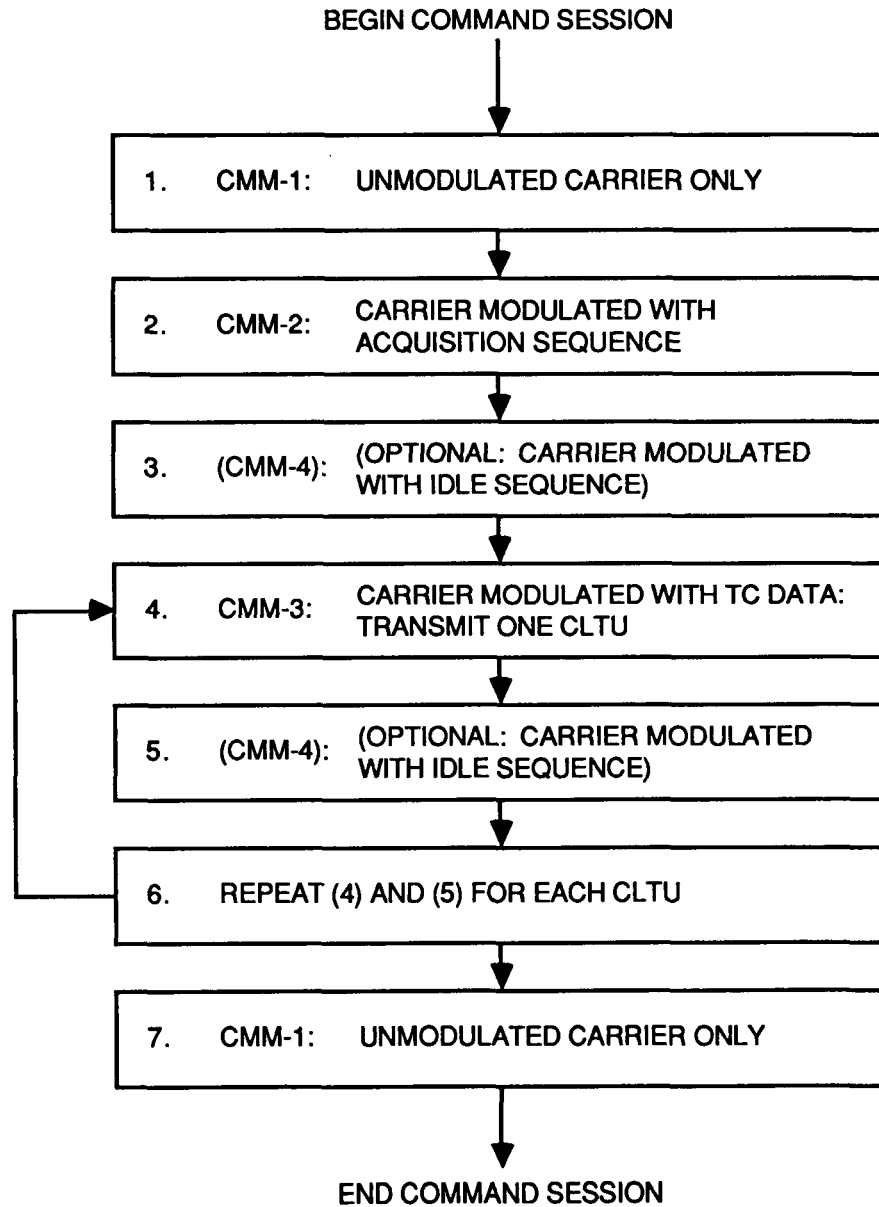 BEGIN COMMAND SESSION
1. CMM-1: UNMODULATED CARRIER ONLY
2. CMM-2: CARRIER MODULATED WITH
ACQUISITION SEQUENCE
3. (CMM-4): (OPTIONAL: CARRIER MODULATED
WITH IDLE SEQUENCE)
4. CMM-3: CARRIER MODULATED WITH TC DATA:
TRANSMIT ONE CLTU
5. (CMM-4): (OPTIONAL: CARRIER MODULATED
WITH IDLE SEQUENCE)
6. REPEAT (4) AND (5) FOR EACH CLTU
7. CMM-1: UNMODULATED CARRIER ONLY
END COMMAND SESSION